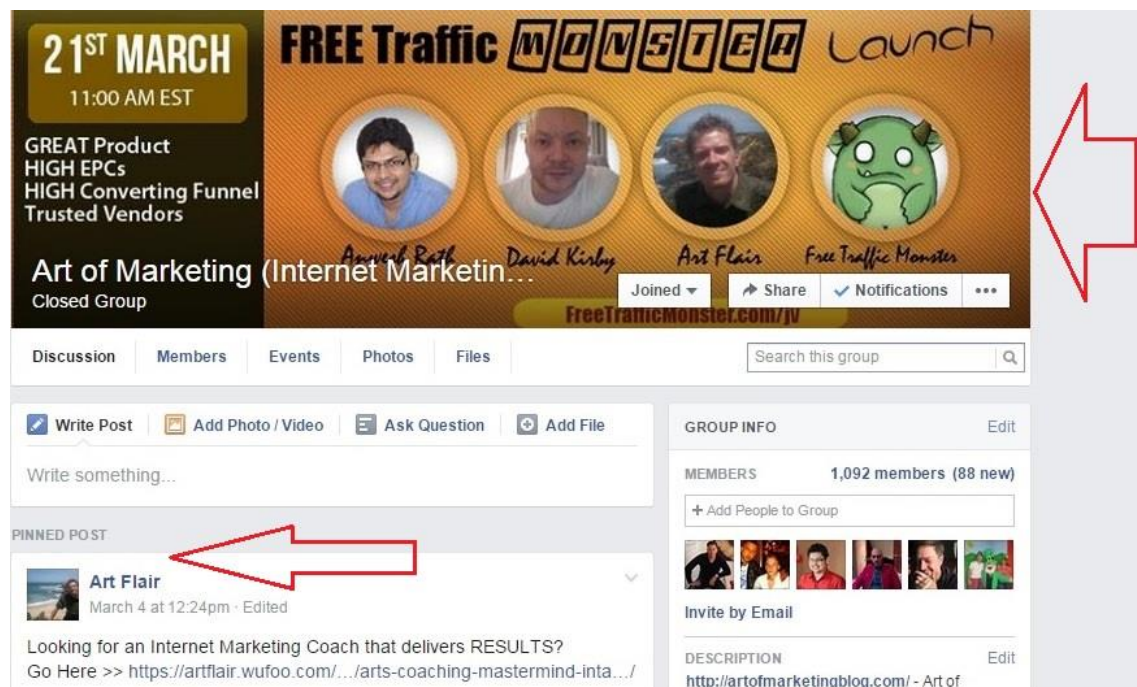 21ST MARCH
11:00 AM EST
FREE Traffic MONSTER Launch
GREAT Product
HIGH EPCs
HIGH Converting Funnel
Trusted Vendors
Anwesh Rath
David Kirby
Art Flair
Free Traffic Monster
Art of Marketing (Internet Marketin...
Closed Group
Joined
Share
Notifications
FreeTrafficMonster.com/jv
Discussion
Members
Events
Photos
Files
Search this group
Write Post
Add Photo / Video
Ask Question
Add File
Write something...
PINNED POST
Art Flair
March 4 at 12:24pm · Edited
Looking for an Internet Marketing Coach that delivers RESULTS?
Go Here >> https://artflair.wufoo.com/.../arts-coaching-mastermind-inta.../
GROUP INFO Edit
MEMBERS 1,092 members (88 new)
+ Add People to Group
Invite by Email
DESCRIPTION Edit
http://artofmarketingblog.com/ - Art of